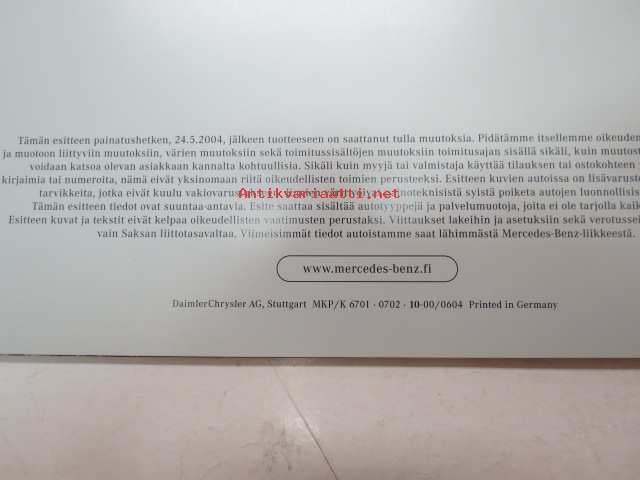 Tämän esitteen painatushetken, 24.5.2004, jälkeen tuotteeseen on saattanut tulla muutoksia. Pidätämme itsellemme oikeuden
ja muotoon liittyviin muutoksiin, värien muutoksiin sekä toimitussisältöjen muutoksiin toimitusajan sisällä sikäli, kuin muutost
voidaan katsoa olevan asiakkaan kannalta kohtuullisia. Sikäli kuin myyjä tai valmistaja käyttää tilauksen tai ostokohteen
kirjaimia tai numeroita, nämä eivät yksinomaan riitä oikeudellisten toimien perusteeksi. Esitteen kuvien autoissa on lisävarust
tarvikkeita, jotka eivät kuulu vakiovarus painoteknisistä syistä poiketa autojen luonnollisis
Antikvariaatti.net
Tämän esitteen tiedot ovat suuntaa-antavia. Esite saattaa sisältää autotyyppejä ja palvelumuotoja, joita ei ole tarjolla kaik
Esitteen kuvat ja tekstit eivät kelpaa oikeudellisten vaatimusten perustaksi. Viittaukset lakeihin ja asetuksiin sekä verotussei
vain Saksan liittotasavaltaa. Viimeisimmät tiedot autoistamme saat lähimmästä Mercedes-Benz-liikkeestä.
www.mercedes-benz.fi
DaimlerChrysler AG, Stuttgart MKP/K 6701 · 0702 · 10-00/0604 Printed in Germany